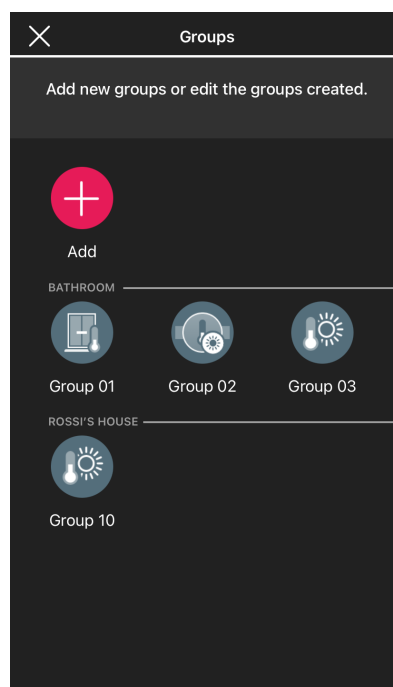 Groups
Add new groups or edit the groups created.
Add
BATHROOM
Group 01 Group 02 Group 03
ROSSI'S HOUSE
Group 10